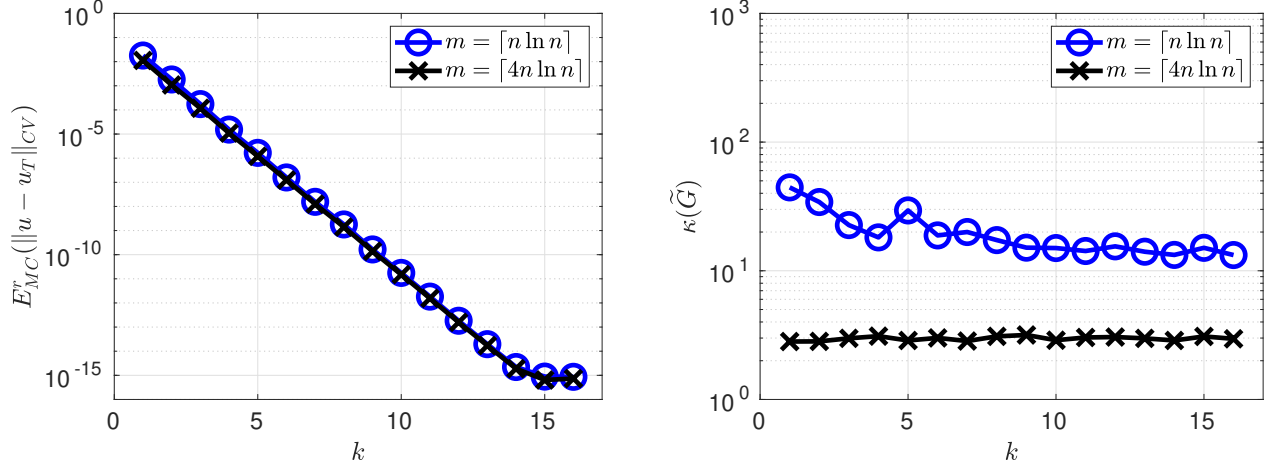 10^0
10^-5
10^-10
10^-15
E^r_MC(||u − u_T||_CV)
m = ⌈n ln n⌉
m = ⌈4n ln n⌉
0 5 10 15
k
10^3
10^2
10^1
10^0
κ(G̃)
m = ⌈n ln n⌉
m = ⌈4n ln n⌉
0 5 10 15
k